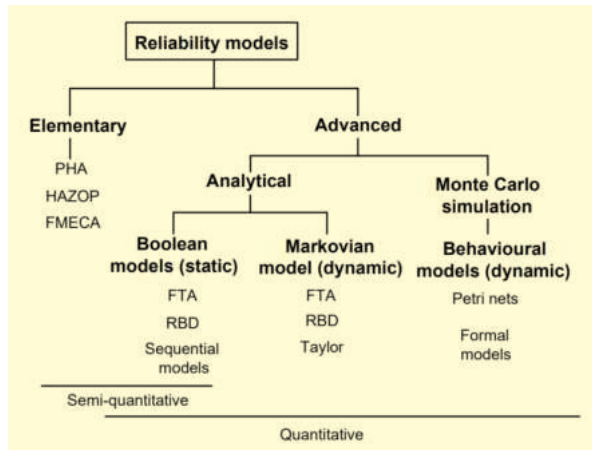 Reliability models
Elementary
Advanced
PHA
HAZOP
FMECA
Analytical
Monte Carlo
simulation
Boolean
models (static)
FTA
RBD
Sequential
models
Markovian
model (dynamic)
FTA
RBD
Taylor
Behavioural
models (dynamic)
Petri nets
Formal
models
Semi-quantitative
Quantitative